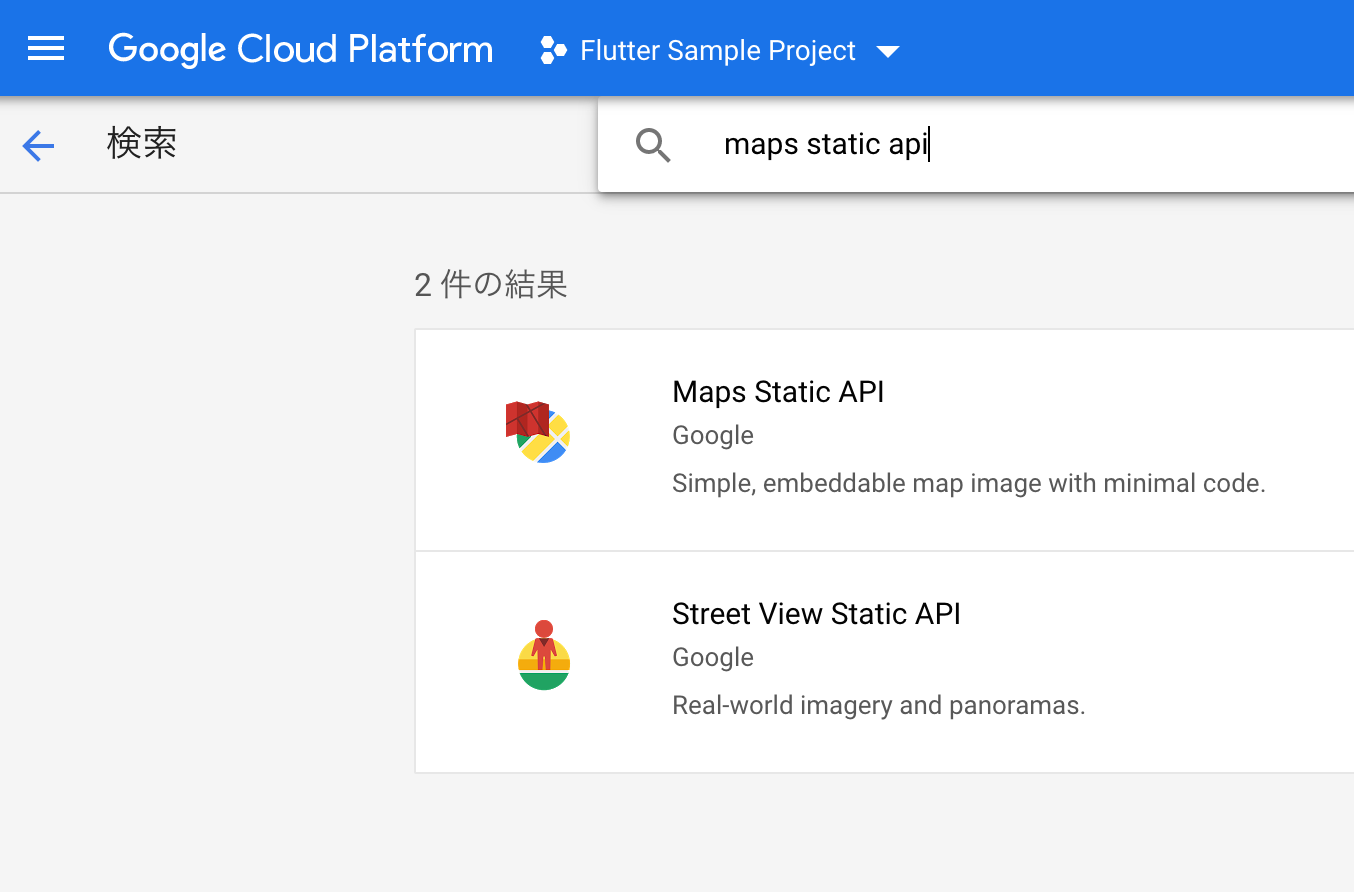 Google Cloud Platform Flutter Sample Project
検索 maps static api
2 件の結果
Maps Static API
Google
Simple, embeddable map image with minimal code.
Street View Static API
Google
Real-world imagery and panoramas.